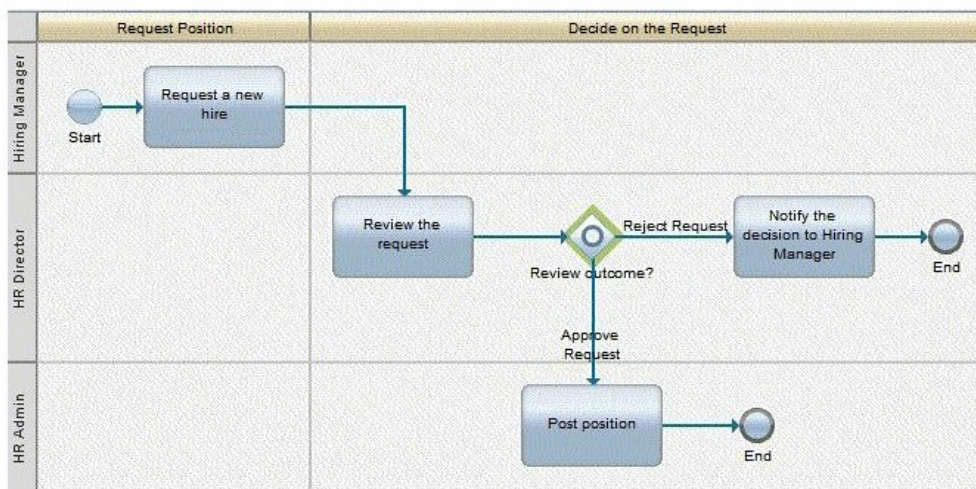 Request Position
Decide on the Request
Hiring Manager
Start
Request a new
hire
HR Director
Review the
request
Reject Request
Review outcome?
Notify the
decision to Hiring
Manager
End
Approve
Request
HR Admin
Post position
End